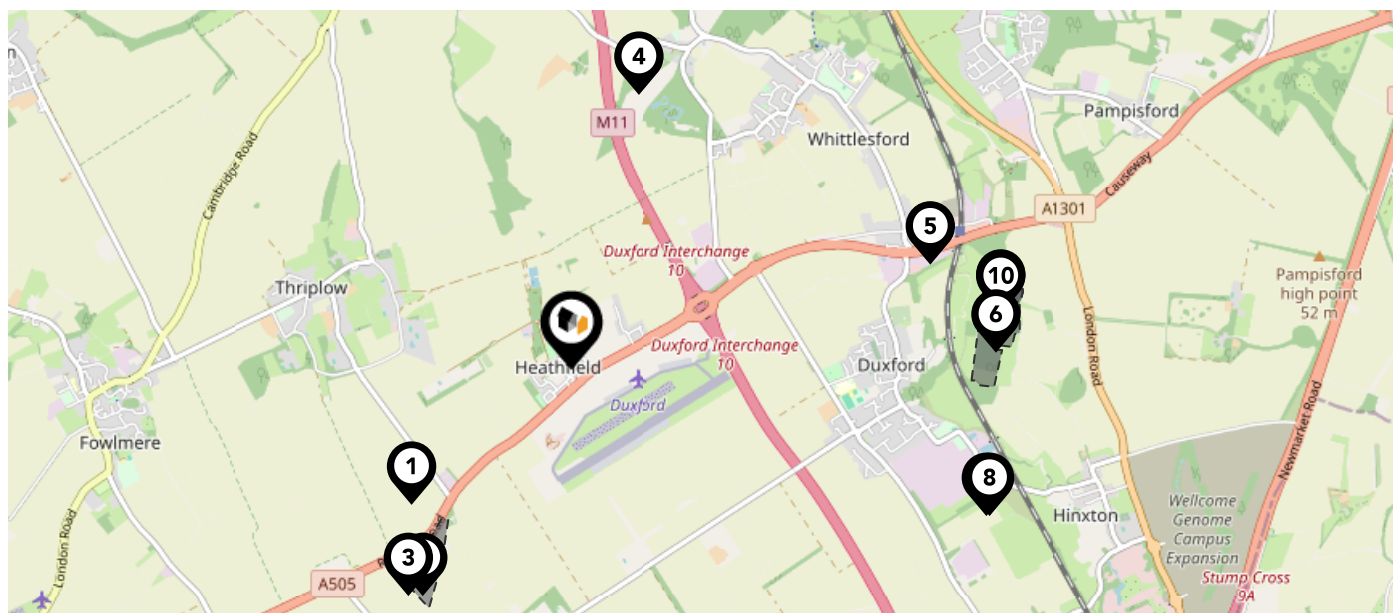 n
4
M11
Pampisford
Whittlesford
Cambridge Road
Causeway
A1301
5
Duxford Interchange
10
10
Pampisford
high point
52 m
Thriplow
6
Duxford Interchange
10
London Road
Heathfield
Duxford
Duxford
Fowlmere
Newmarket Road
1
8
Wellcome
Genome
Campus
Expansion
Hinxton
London Road
3
A505
Stump Cross
9A